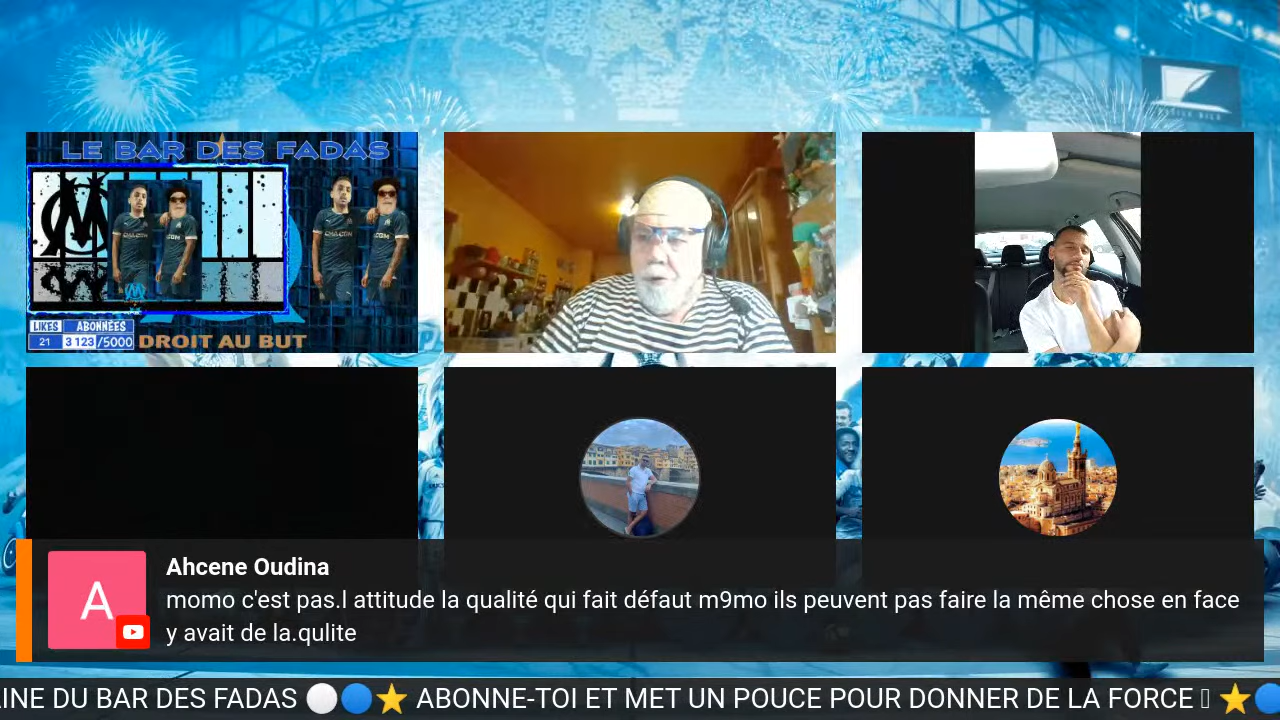 LE BAR DES FADAS
LIKES
ABONNÉES
21
3 123 /5000
DROIT AU BUT
A
Ahcene Oudina
momo c'est pas.l attitude la qualité qui fait défaut m9mo ils peuvent pas faire la même chose en face
y avait de la.qulite
INE DU BAR DES FADAS ⚪🔵⭐ ABONNE-TOI ET MET UN POUCE POUR DONNER DE LA FORCE ⭐🔵